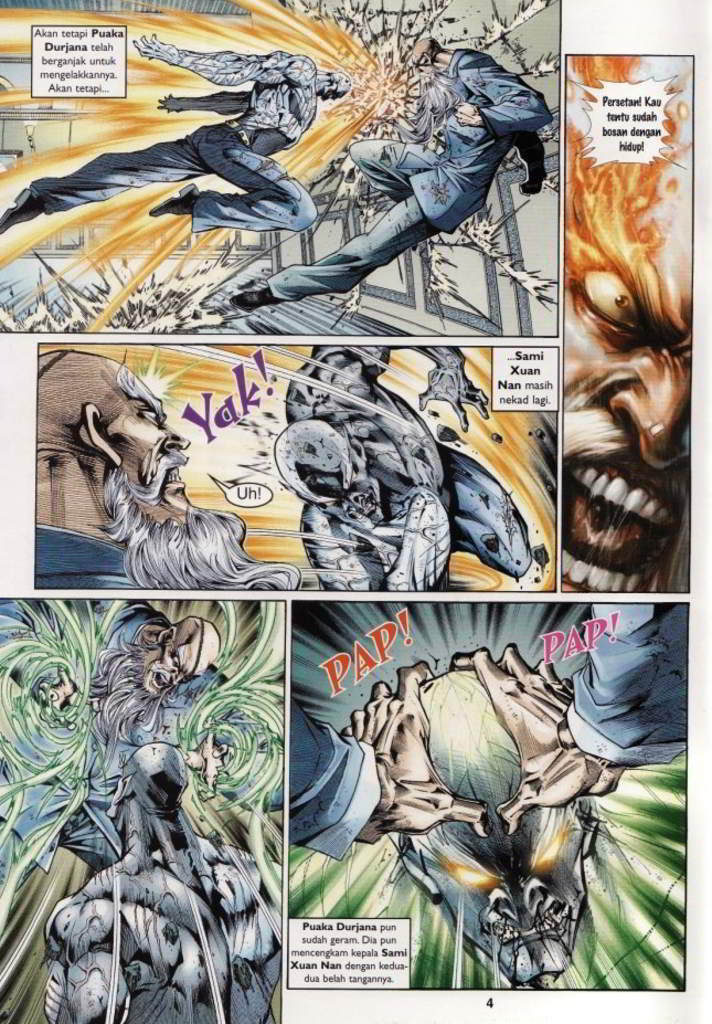 Akan tetapi Puaka
Durjana telah
berganjak untuk
mengelakkannya.
Akan tetapi...
Persetan! Kau
tentu sudah
bosan dengan
hidup!
...Sami
Xuan
Nan masih
nekad lagi.
Yak!
Uh!
PAP!
PAP!
Puaka Durjana pun
sudah geram. Dia pun
mencengkam kepala Sami
Xuan Nan dengan kedua-
dua belah tangannya.
4